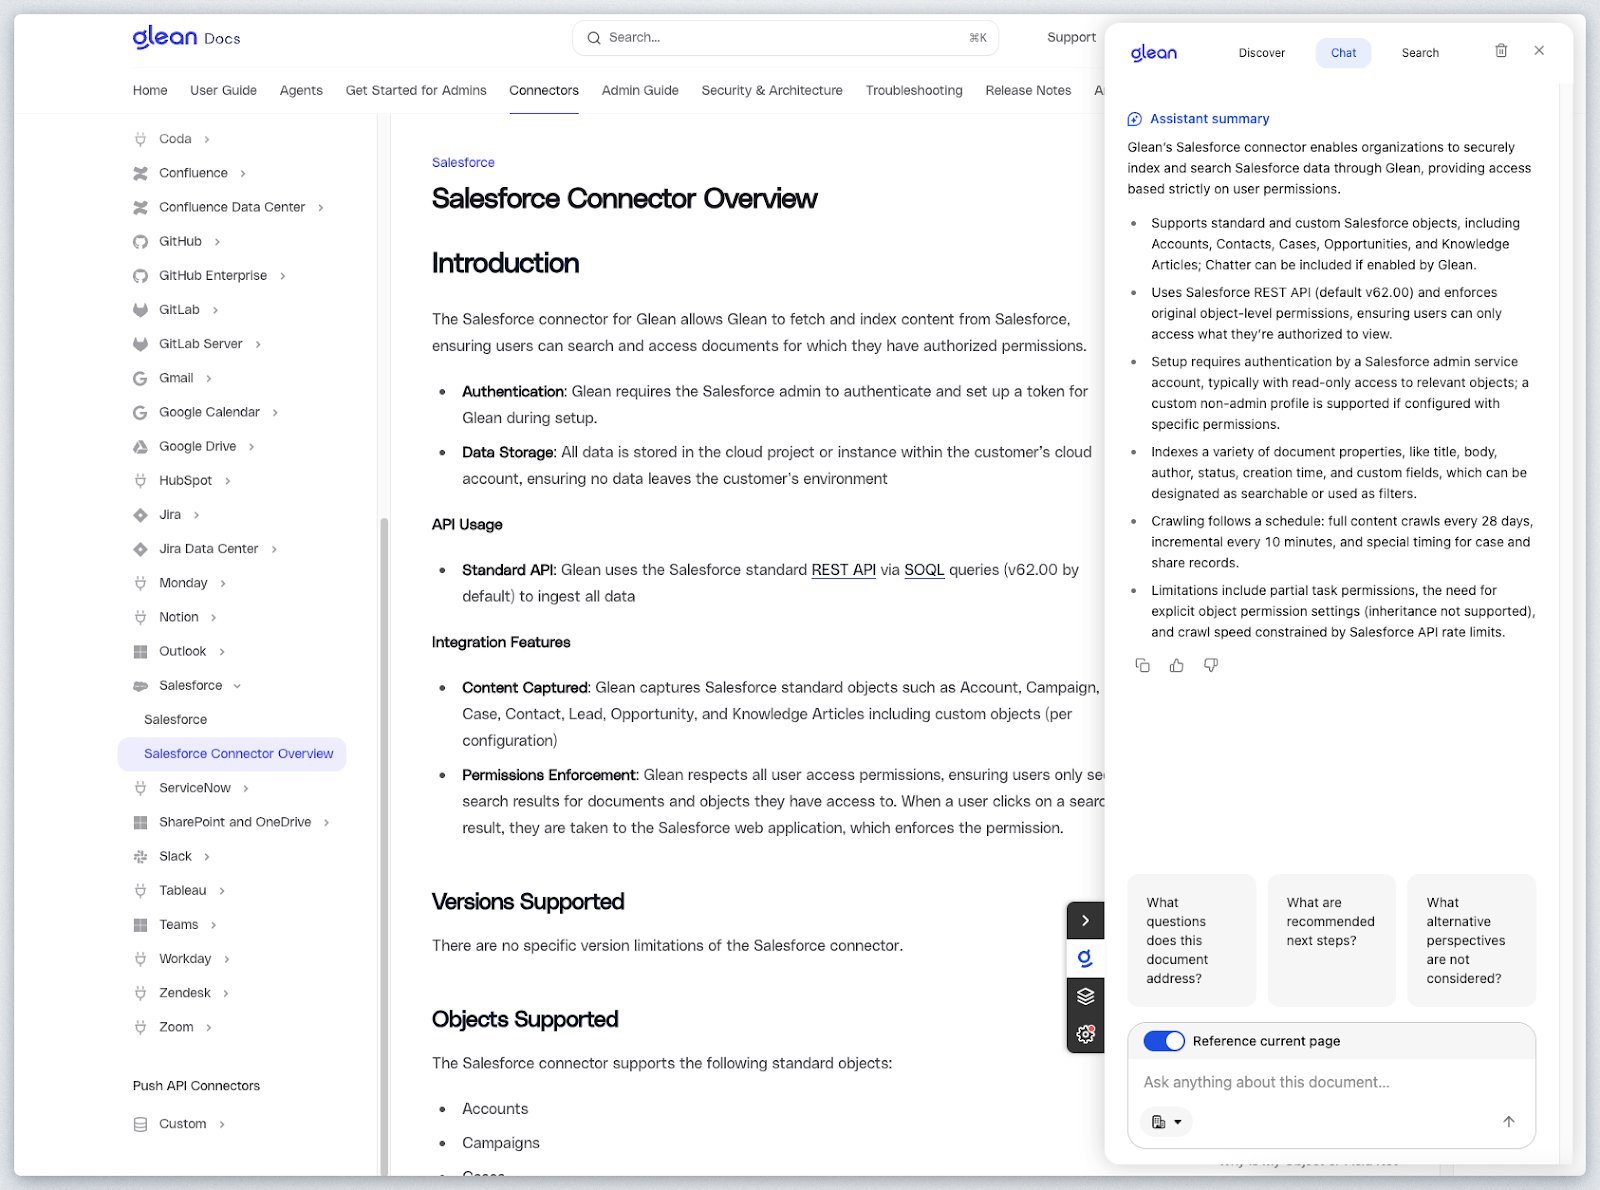 glean Docs
Search...
⌘K
Support
Home
User Guide
Agents
Get Started for Admins
Connectors
Admin Guide
Security & Architecture
Troubleshooting
Release Notes
Coda
Confluence
Confluence Data Center
GitHub
GitHub Enterprise
GitLab
GitLab Server
Gmail
Google Calendar
Google Drive
HubSpot
Jira
Jira Data Center
Monday
Notion
Outlook
Salesforce
Salesforce
Salesforce Connector Overview
ServiceNow
SharePoint and OneDrive
Slack
Tableau
Teams
Workday
Zendesk
Zoom
Push API Connectors
Custom
Salesforce
Salesforce Connector Overview
Introduction
The Salesforce connector for Glean allows Glean to fetch and index content from Salesforce,
ensuring users can search and access documents for which they have authorized permissions.
Authentication: Glean requires the Salesforce admin to authenticate and set up a token for
Glean during setup.
Data Storage: All data is stored in the cloud project or instance within the customer's cloud
account, ensuring no data leaves the customer's environment
API Usage
Standard API: Glean uses the Salesforce standard REST API via SOQL queries (v62.00 by
default) to ingest all data
Integration Features
Content Captured: Glean captures Salesforce standard objects such as Account, Campaign,
Case, Contact, Lead, Opportunity, and Knowledge Articles including custom objects (per
configuration)
Permissions Enforcement: Glean respects all user access permissions, ensuring users only
search results for documents and objects they have access to. When a user clicks on a
result, they are taken to the Salesforce web application, which enforces the permission.
Versions Supported
There are no specific version limitations of the Salesforce connector.
Objects Supported
The Salesforce connector supports the following standard objects:
Accounts
Campaigns
glean
Discover
Chat
Search
Assistant summary
Glean's Salesforce connector enables organizations to securely
index and search Salesforce data through Glean, providing access
based strictly on user permissions.
Supports standard and custom Salesforce objects, including
Accounts, Contacts, Cases, Opportunities, and Knowledge
Articles; Chatter can be included if enabled by Glean.
Uses Salesforce REST API (default v62.00) and enforces
original object-level permissions, ensuring users can only
access what they're authorized to view.
Setup requires authentication by a Salesforce admin service
account, typically with read-only access to relevant objects; a
custom non-admin profile is supported if configured with
specific permissions.
Indexes a variety of document properties, like title, body,
author, status, creation time, and custom fields, which can be
designated as searchable or used as filters.
Crawling follows a schedule: full content crawls every 28 days,
incremental every 10 minutes, and special timing for case and
share records.
Limitations include partial task permissions, the need for
explicit object permission settings (inheritance not supported),
and crawl speed constrained by Salesforce API rate limits.
What
questions
does this
document
address?
What are
recommended
next steps?
What
alternative
perspectives
are not
considered?
g
Reference current page
Ask anything about this document...